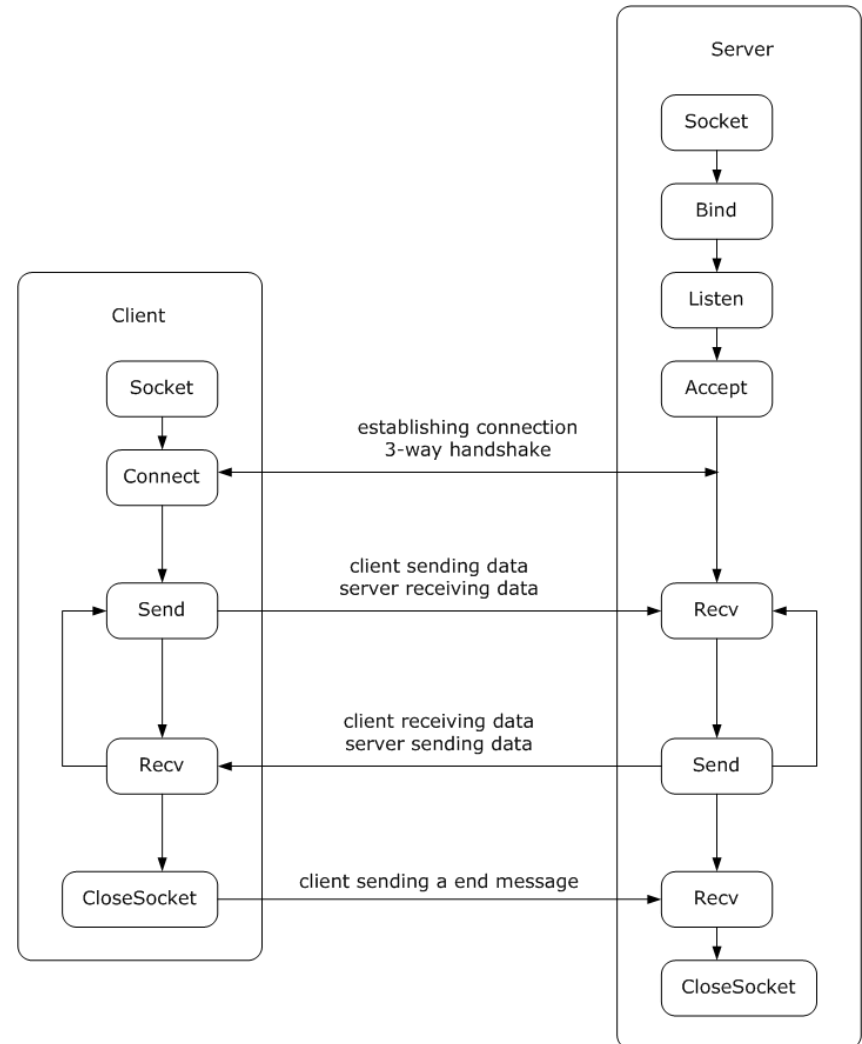 Server
Socket
Bind
Listen
Accept
Client
Socket
Connect
establishing connection
3-way handshake
client sending data
server receiving data
Send
Recv
client receiving data
server sending data
Recv
Send
CloseSocket
client sending a end message
Recv
CloseSocket